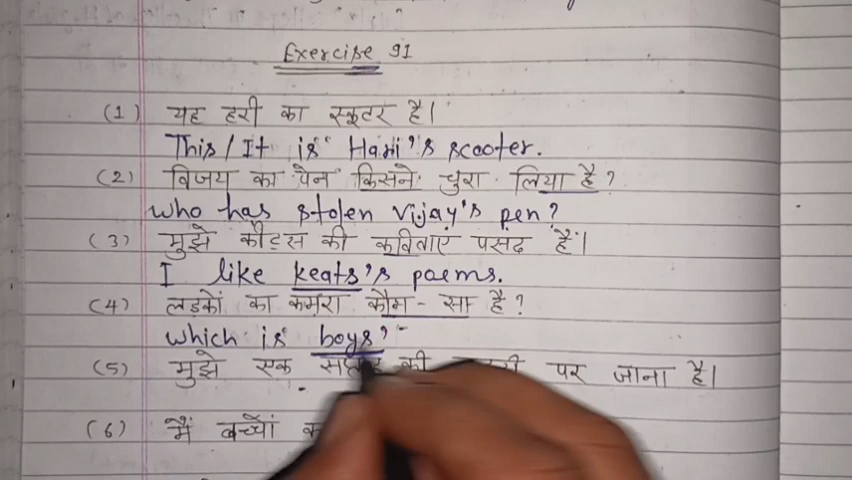 Exercise 91
(1) यह हरी का स्कूटर है।
This/It is Hari's scooter.
(2) विजय का पेन किसने चुरा लिया है?
who has stolen vijay's pen?
(3) मुझे कीट्स की कविताएं पसंद हैं।
I like keats's poems.
(4) लड़कों का कमरा कौन-सा है?
which is boys'
(5) मुझे एक की पर जाना है।
(6) मैं बच्चों